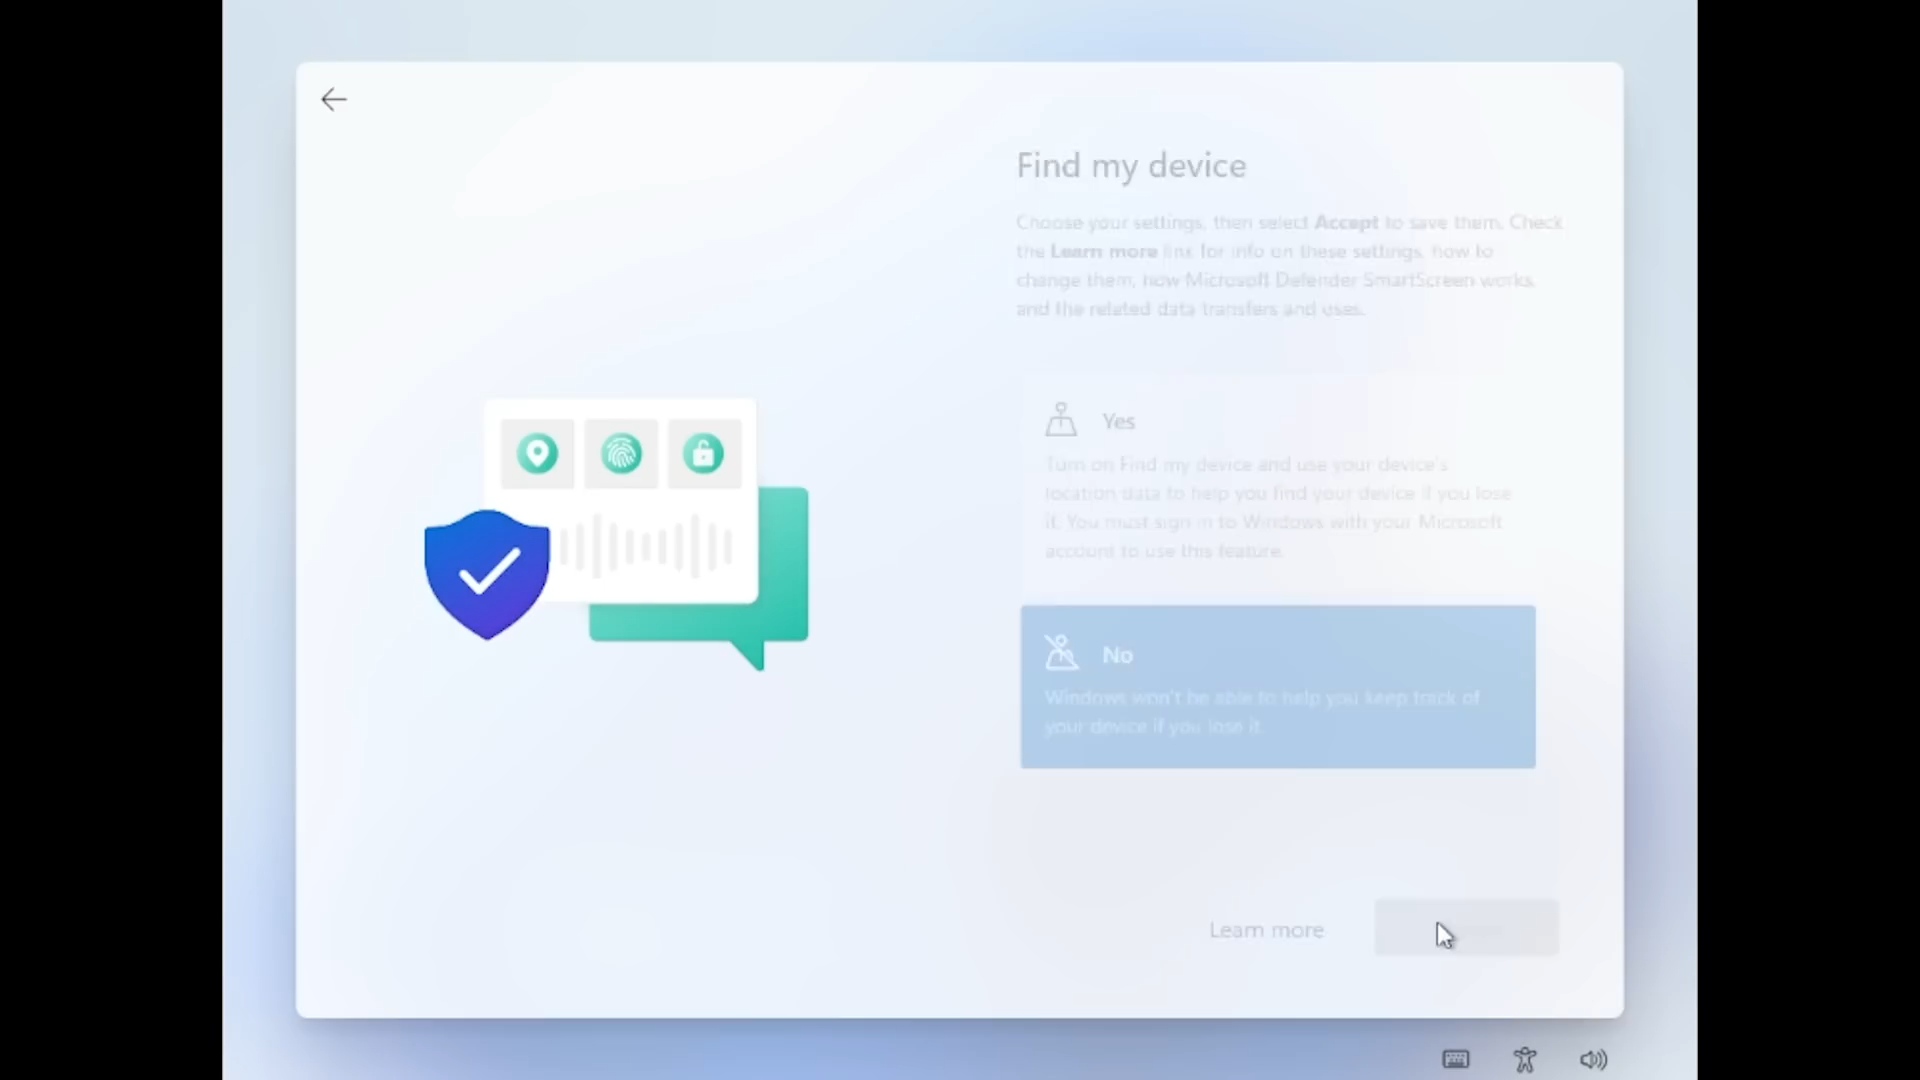 Find my device
Choose your settings, then select Accept to save them. Check
the Learn more link for info on these settings, how to
change them, how Microsoft Defender SmartScreen works
and the related data transfers and uses.
Yes
Turn on Find my device and use your device's
location data to help you find your device if you lose
it. You must sign in to Windows with your Microsoft
account to use this feature.
No
Windows won't be able to help you keep track of
your device if you lose it.
Learn more